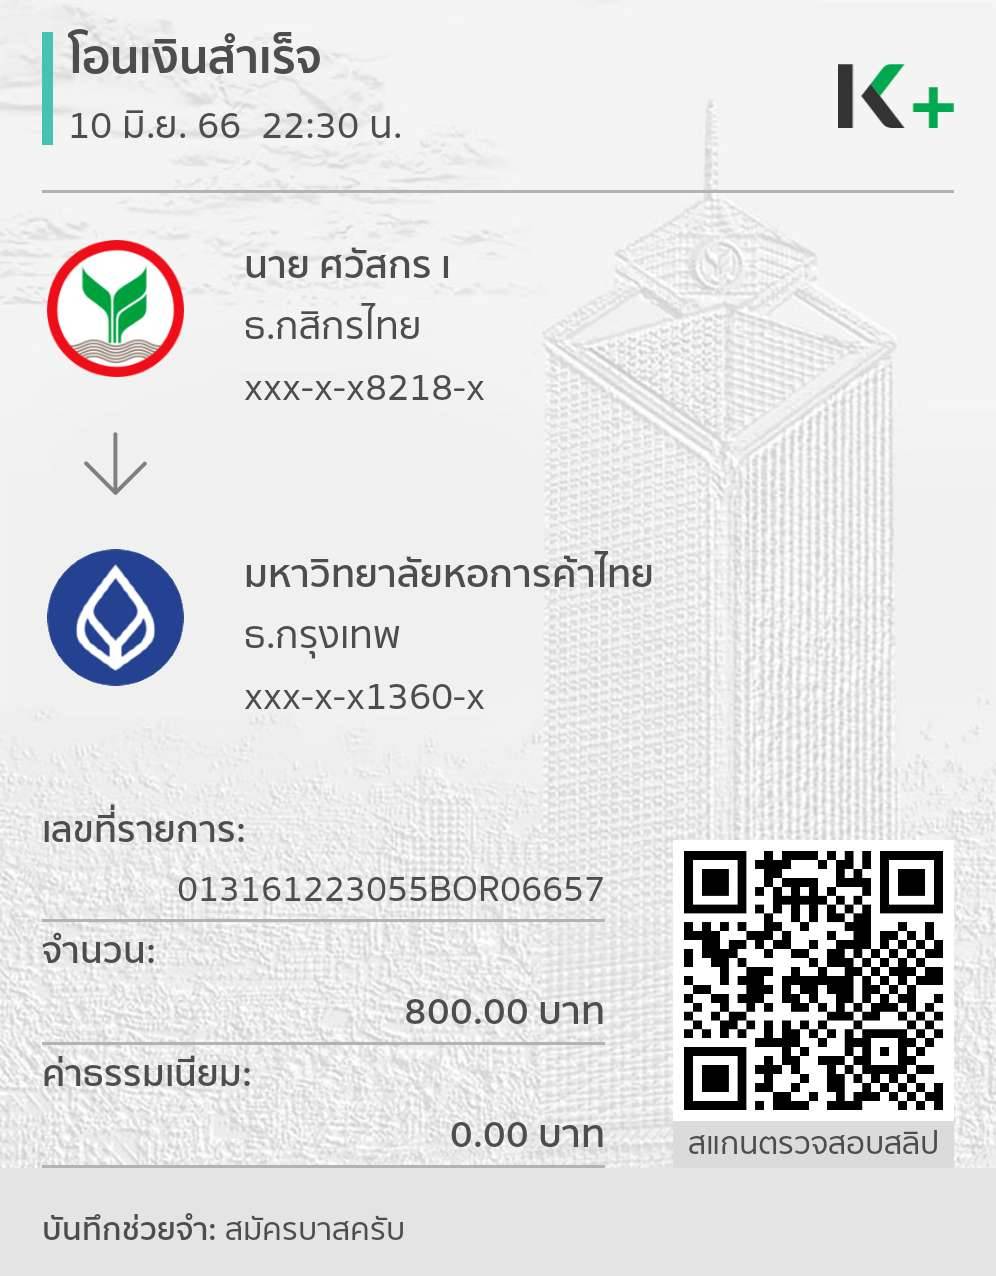 โอนเงินสำเร็จ
10 มิ.ย. 66 22:30 น.
K+
นาย ศวัสกร เ
ธ.กสิกรไทย
xxx-x-x8218-x
มหาวิทยาลัยหอการค้าไทย
ธ.กรุงเทพ
xxx-x-x1360-x
เลขที่รายการ:
013161223055BOR06657
จำนวน:
800.00 บาท
ค่าธรรมเนียม:
0.00 บาท
สแกนตรวจสอบสลิป
บันทึกช่วยจำ: สมัครบาสครับ